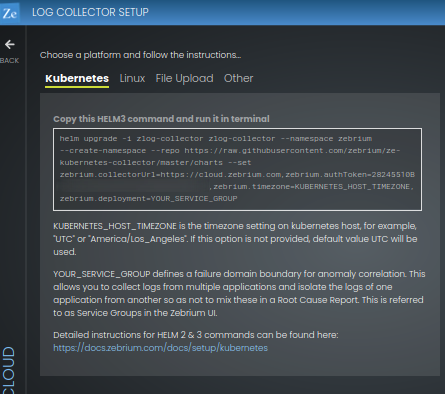 Ze LOG COLLECTOR SETUP
BACK
Choose a platform and follow the instructions...
Kubernetes Linux File Upload Other
Copy this HELM3 command and run it in terminal
helm upgrade -i zlog-collector zlog-collector --namespace zebrium
--create-namespace --repo https://raw.githubusercontent.com/zebrium/ze-
kubernetes-collector/master/charts --set
zebrium.collectorUrl=https://cloud.zebrium.com,zebrium.authToken=28245510B
,zebrium.timezone=KUBERNETES_HOST_TIMEZONE,
zebrium.deployment=YOUR_SERVICE_GROUP
KUBERNETES_HOST_TIMEZONE is the timezone setting on kubernetes host, for example,
"UTC" or "America/Los_Angeles". If this option is not provided, default value UTC will be
used.
YOUR_SERVICE_GROUP defines a failure domain boundary for anomaly correlation. This
allows you to collect logs from multiple applications and isolate the logs of one
application from another so as not to mix these in a Root Cause Report. This is referred
to as Service Groups in the Zebrium UI.
Detailed instructions for HELM 2 & 3 commands can be found here:
https://docs.zebrium.com/docs/setup/kubernetes
CLOUD